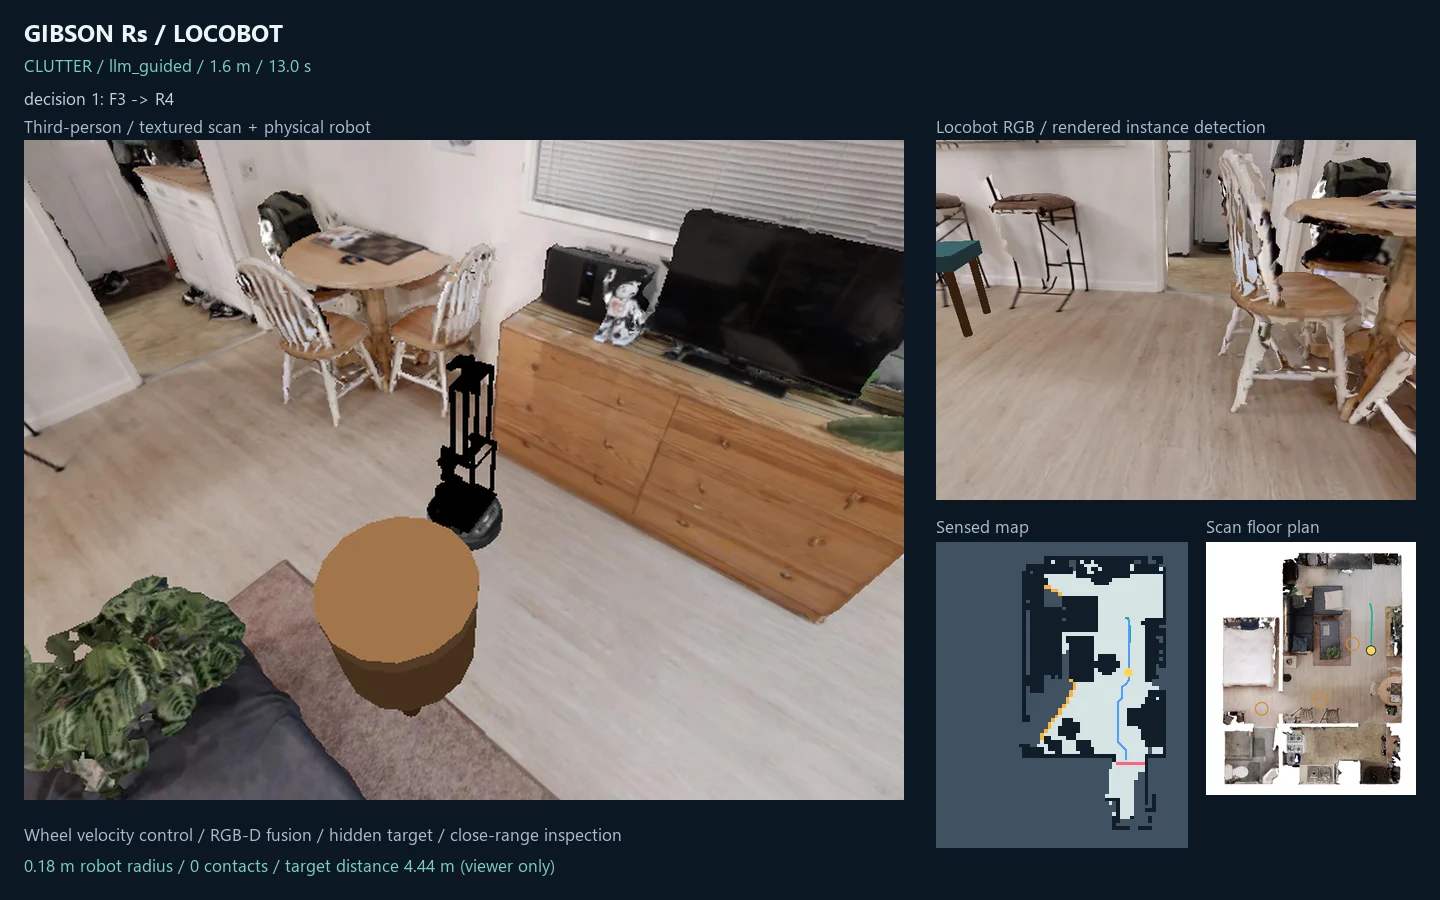 GIBSON Rs / LOCOBOT
CLUTTER / llm_guided / 1.6 m / 13.0 s
decision 1: F3 -> R4
Third-person / textured scan + physical robot
Locobot RGB / rendered instance detection
Sensed map
Scan floor plan
Wheel velocity control / RGB-D fusion / hidden target / close-range inspection
0.18 m robot radius / 0 contacts / target distance 4.44 m (viewer only)